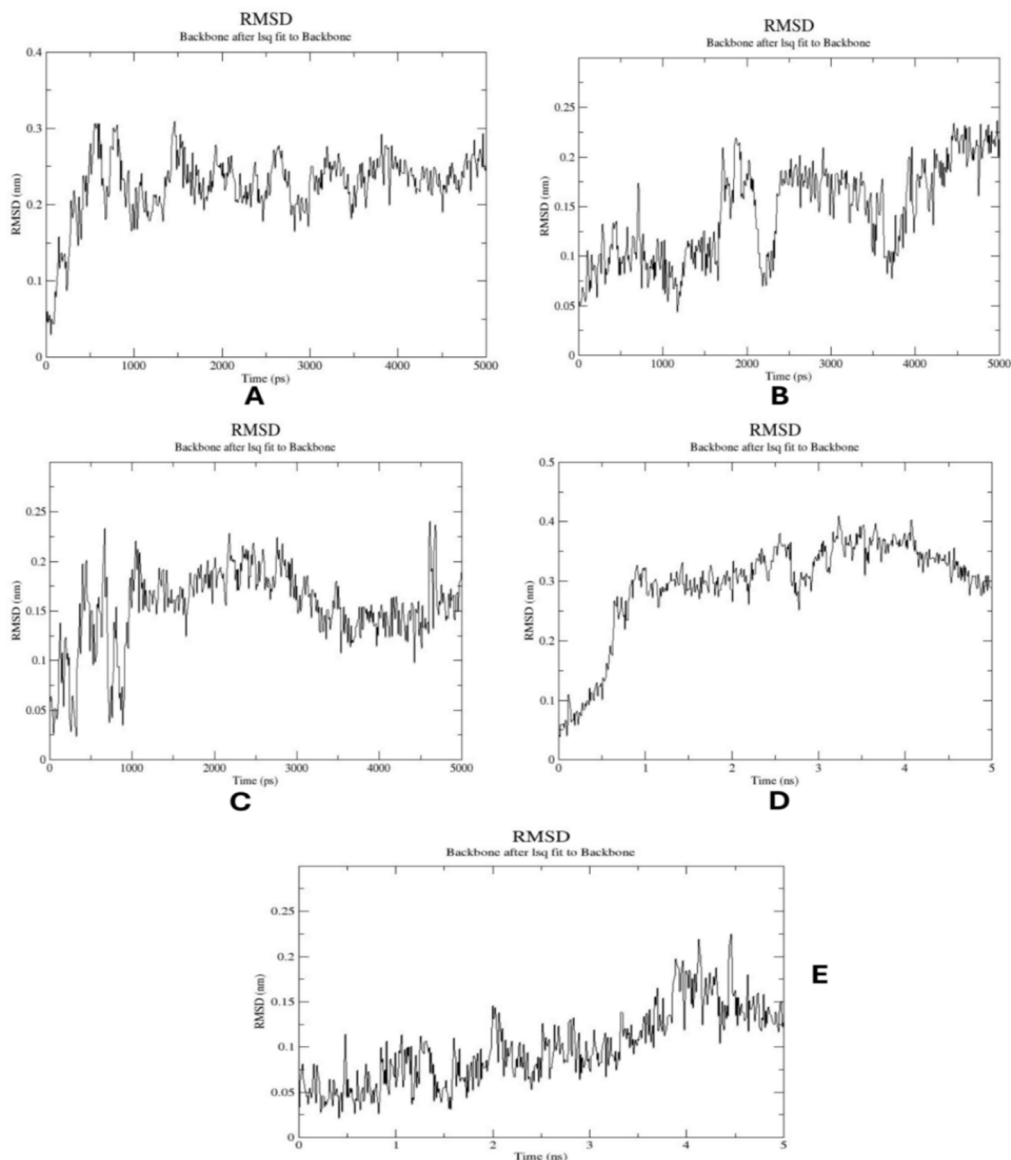 RMSD
Backbone after lsq fit to Backbone
0.4
0.3
0.2
0.1
0
RMSD (nm)
0 1000 2000 3000 4000 5000
Time (ps)
A
RMSD
Backbone after lsq fit to Backbone
0.25
0.2
0.15
0.1
0.05
0
RMSD (nm)
0 1000 2000 3000 4000 5000
Time (ps)
B
RMSD
Backbone after lsq fit to Backbone
0.25
0.2
0.15
0.1
0.05
0
RMSD (nm)
0 1000 2000 3000 4000 5000
Time (ps)
C
RMSD
Backbone after lsq fit to Backbone
0.5
0.4
0.3
0.2
0.1
0
RMSD (nm)
0 1 2 3 4 5
Time (ns)
D
RMSD
Backbone after lsq fit to Backbone
0.25
0.2
0.15
0.1
0.05
0
RMSD (nm)
0 1 2 3 4 5
Time (ns)
E